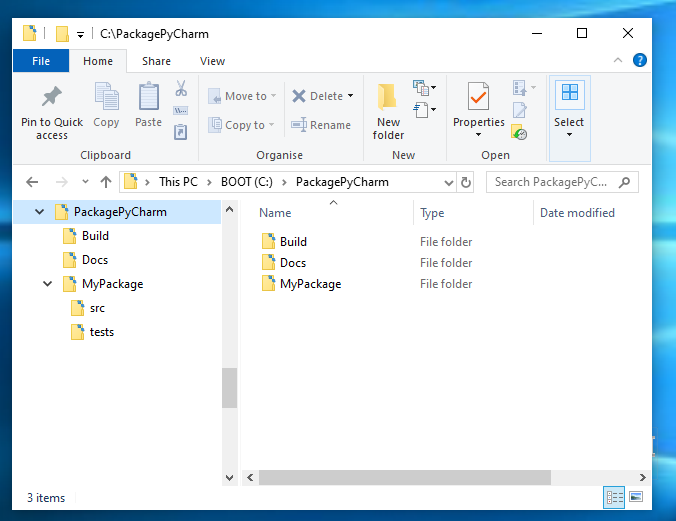 C:\PackagePyCharm
File Home Share View
Pin to Quick access
Copy
Paste
Clipboard
Move to
Copy to
Delete
Rename
Organise
New folder
New
Properties
Open
Select
This PC BOOT (C:) PackagePyCharm
Search PackagePyC...
PackagePyCharm
Build
Docs
MyPackage
src
tests
Name Type Date modified
Build File folder
Docs File folder
MyPackage File folder
3 items